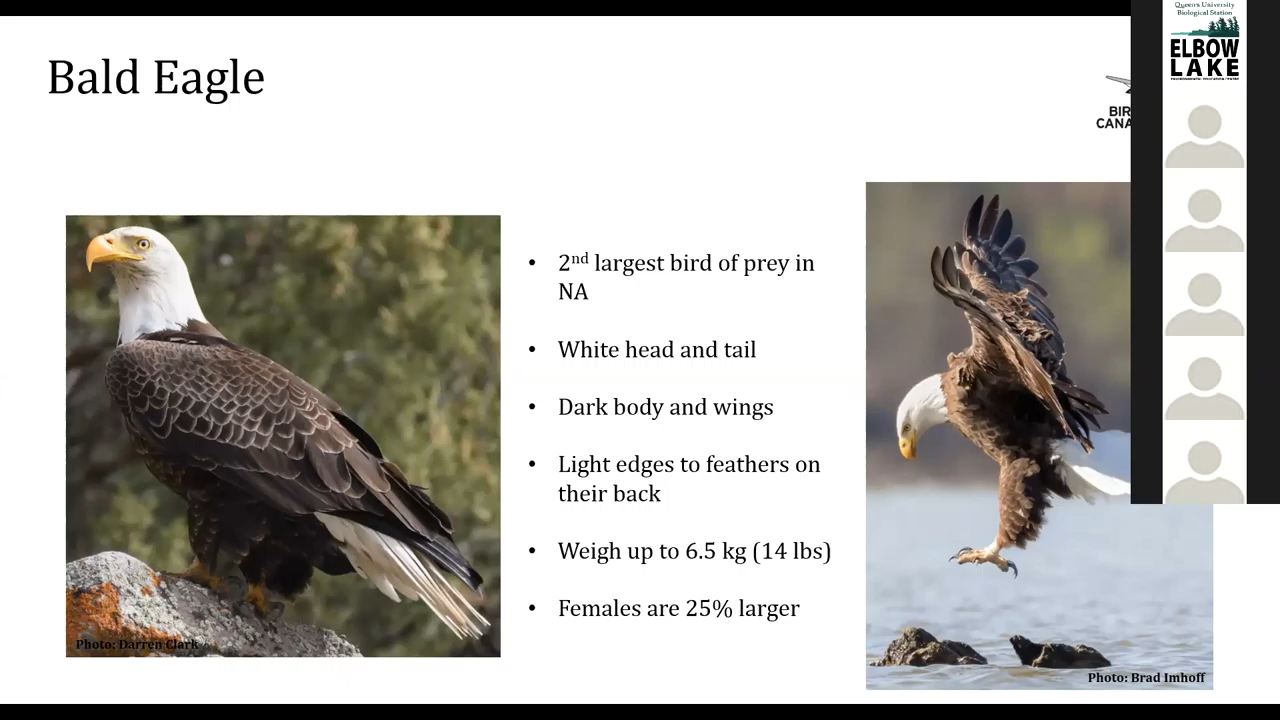 Queen's University
Biological Station
ELBOW
LAKE
Bald Eagle
BIR
CANA
• 2nd largest bird of prey in
NA
• White head and tail
• Dark body and wings
• Light edges to feathers on
their back
• Weigh up to 6.5 kg (14 lbs)
• Females are 25% larger
Photo: Darren Clark
Photo: Brad Imhoff